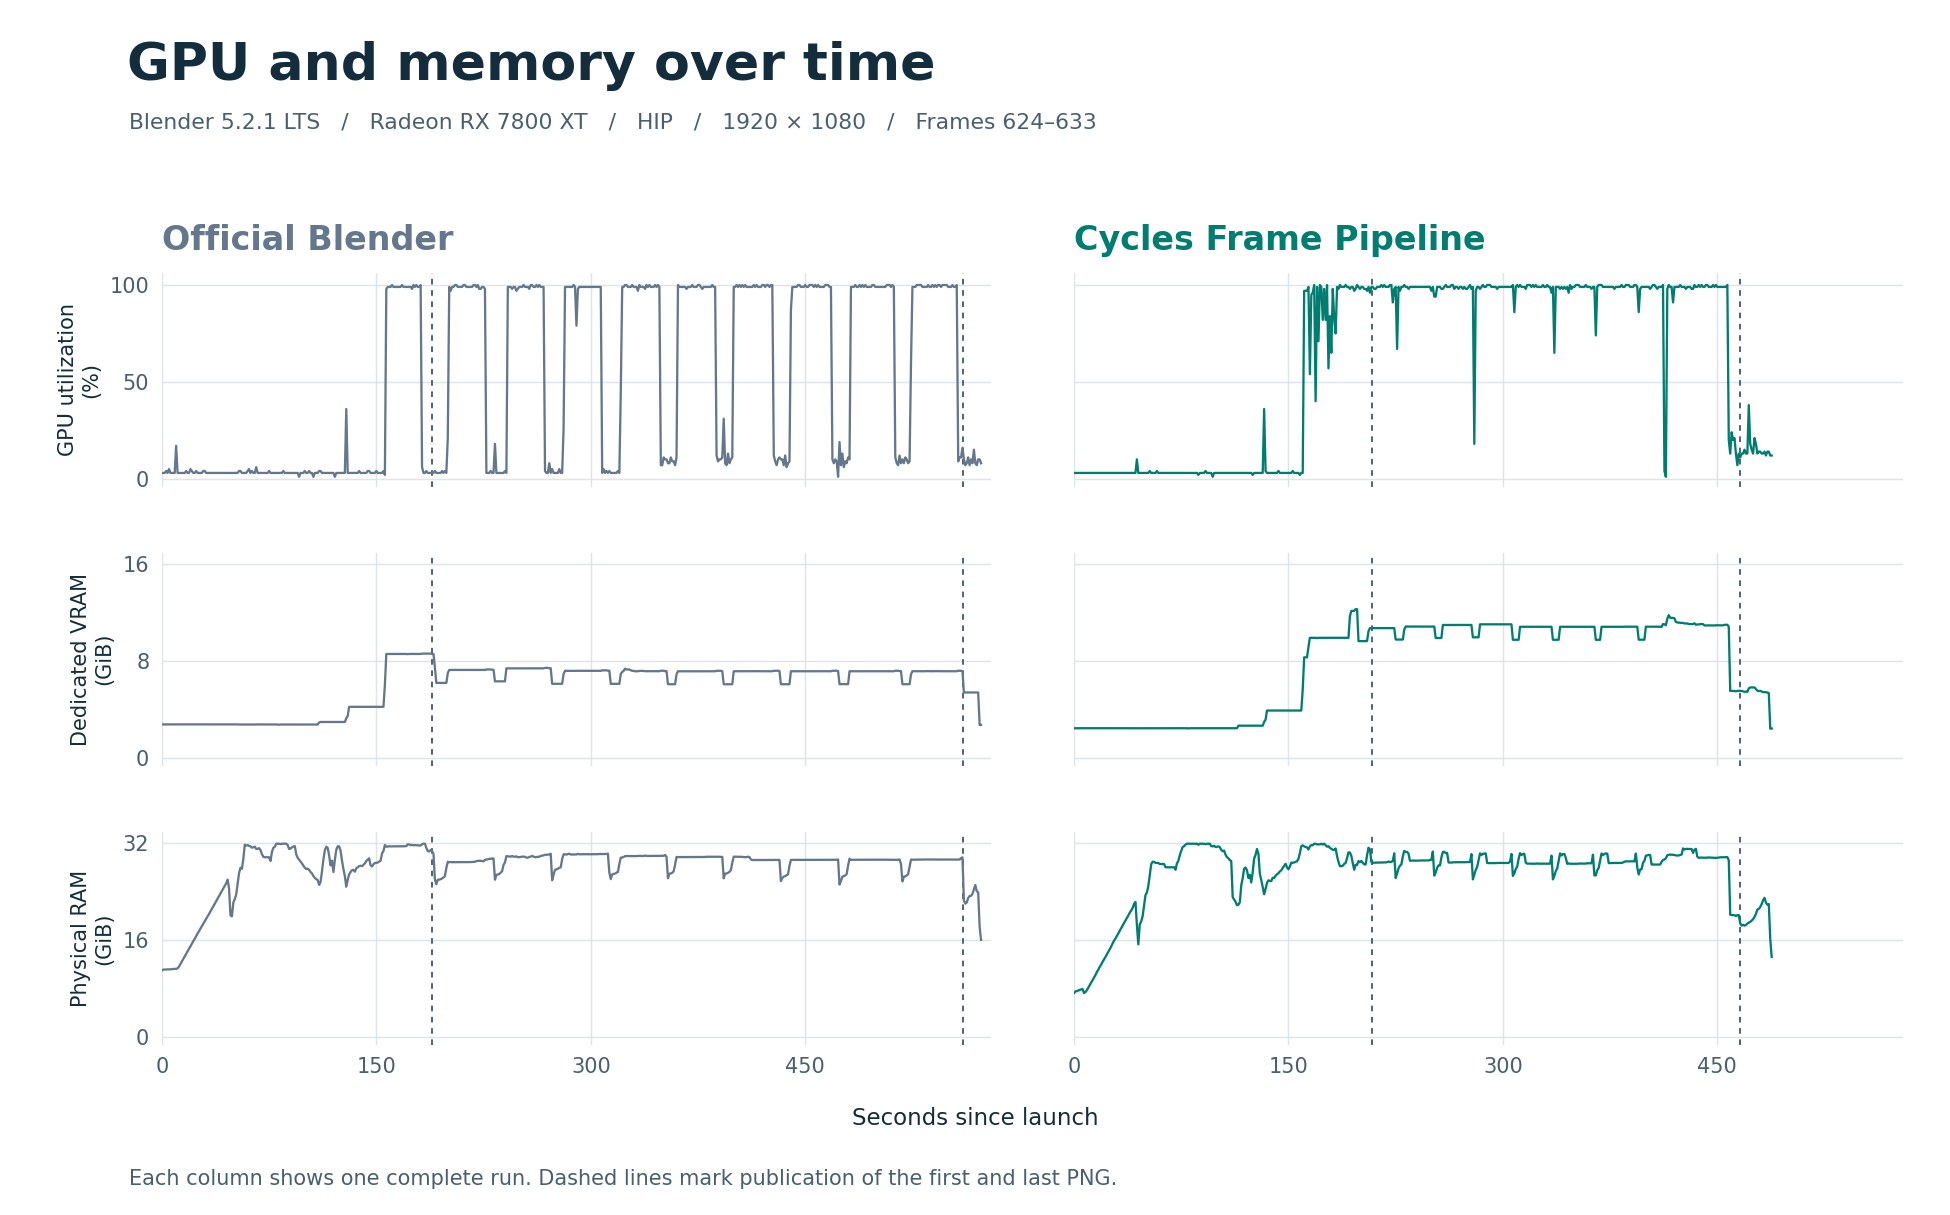 GPU and memory over time
Blender 5.2.1 LTS / Radeon RX 7800 XT / HIP / 1920 × 1080 / Frames 624–633
Official Blender
Cycles Frame Pipeline
GPU utilization
(%)
100
50
0
Dedicated VRAM
(GiB)
16
8
0
Physical RAM
(GiB)
32
16
0
0 150 300 450
0 150 300 450
Seconds since launch
Each column shows one complete run. Dashed lines mark publication of the first and last PNG.